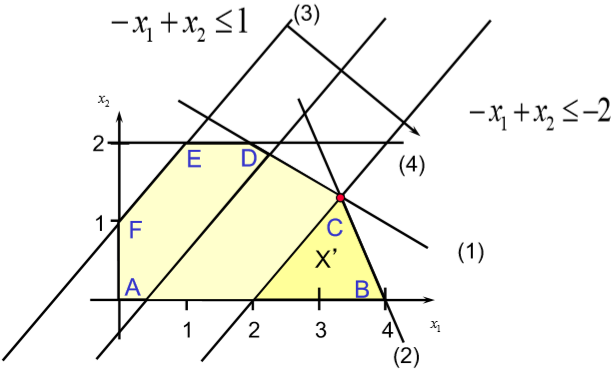 −x₁ + x₂ ≤ 1
(3)
−x₁ + x₂ ≤ −2
x₂
2
E
D
(4)
1
F
C
(1)
X’
A
B
1
2
3
4
x₁
(2)